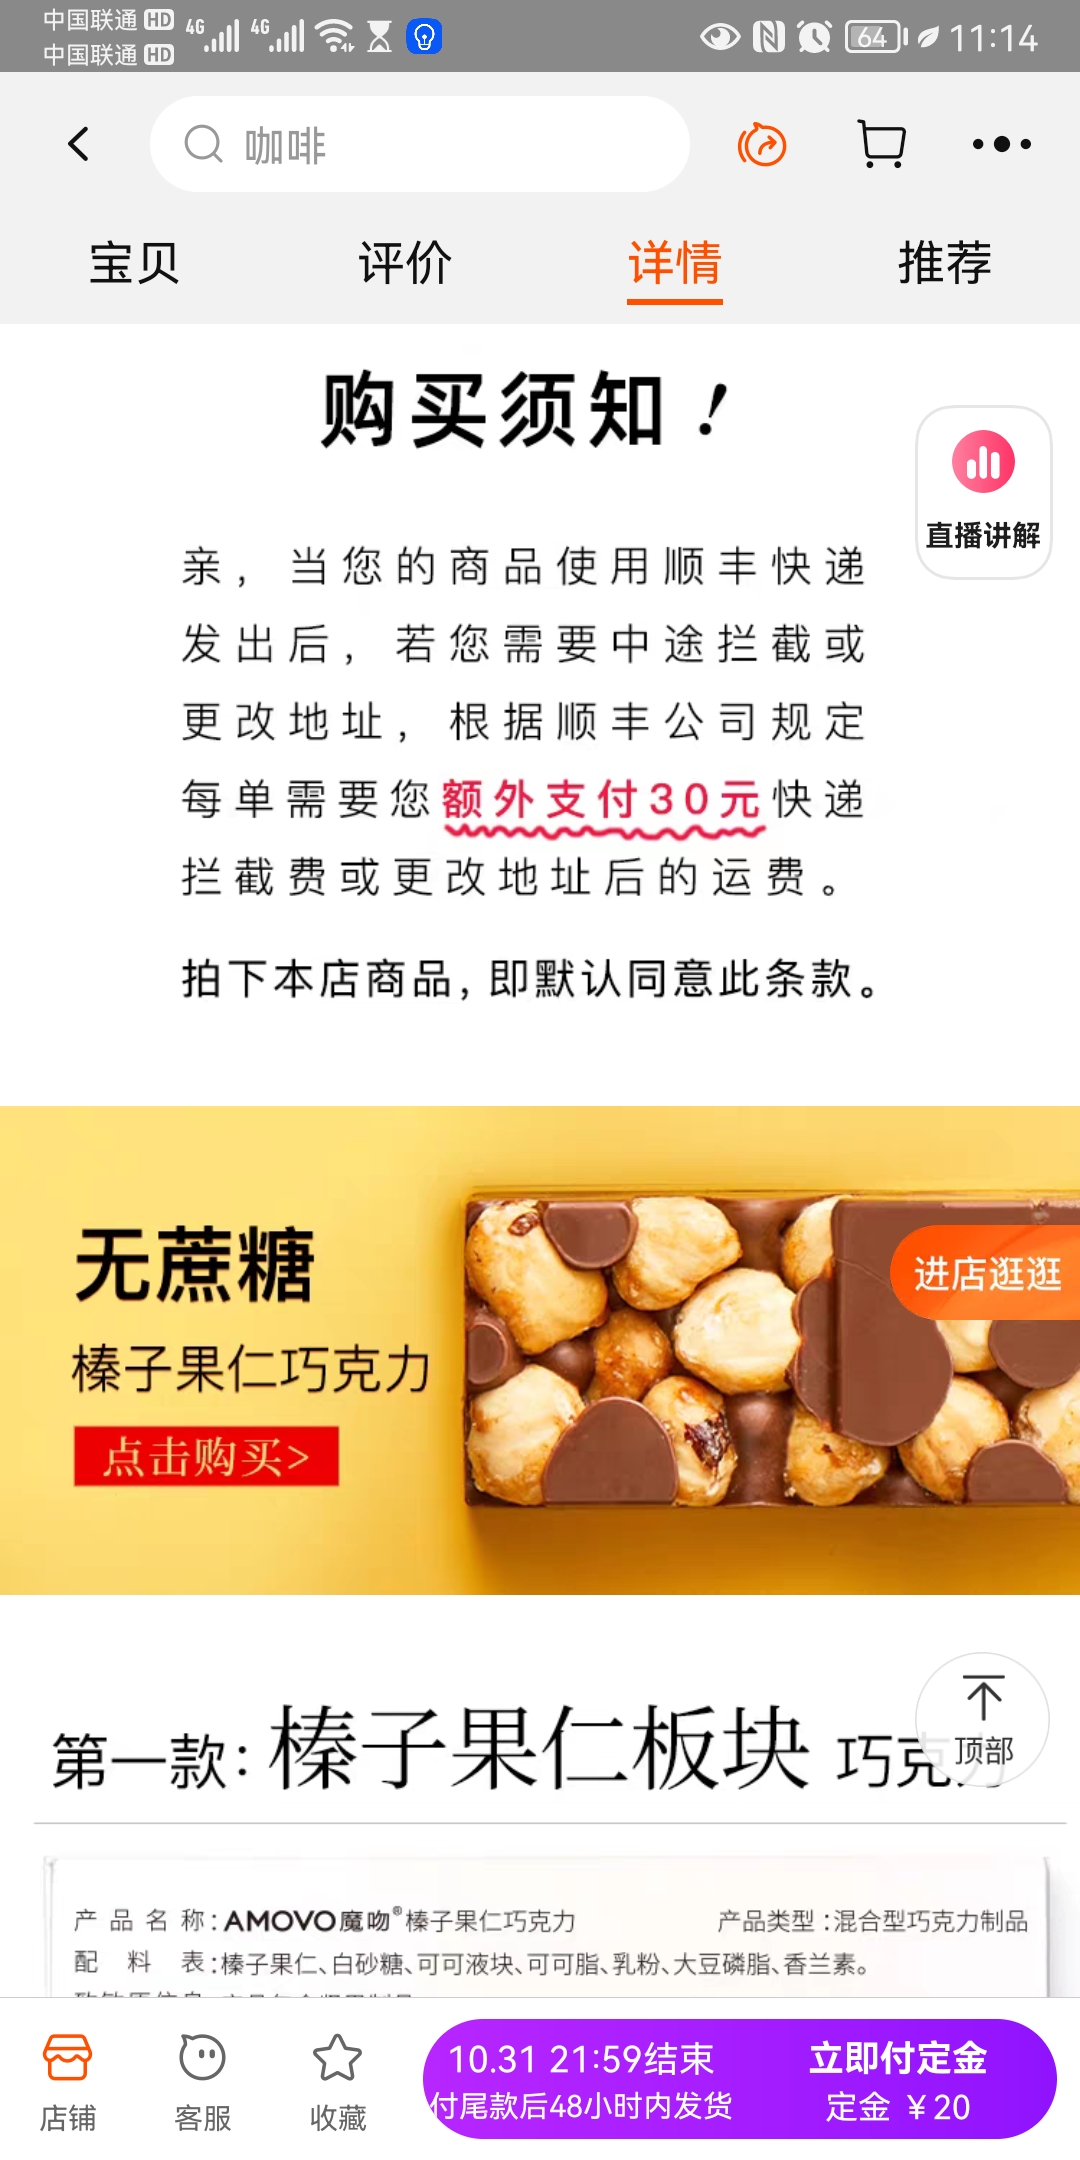 中国联通 HD 4G 4G 64 11:14
中国联通 HD
咖啡
宝贝 评价 详情 推荐
购买须知！
直播讲解
亲，当您的商品使用顺丰快递
发出后，若您需要中途拦截或
更改地址，根据顺丰公司规定
每单需要您额外支付30元快递
拦截费或更改地址后的运费。
拍下本店商品，即默认同意此条款。
无蔗糖
进店逛逛
榛子果仁巧克力
点击购买>
第一款：榛子果仁板块 巧克力
顶部
产品名称：AMOVO魔吻®榛子果仁巧克力 产品类型：混合型巧克力制品
配料表：榛子果仁、白砂糖、可可液块、可可脂、乳粉、大豆磷脂、香兰素。
店铺 客服 收藏
10.31 21:59结束 立即付定金
付尾款后48小时内发货 定金 ￥20